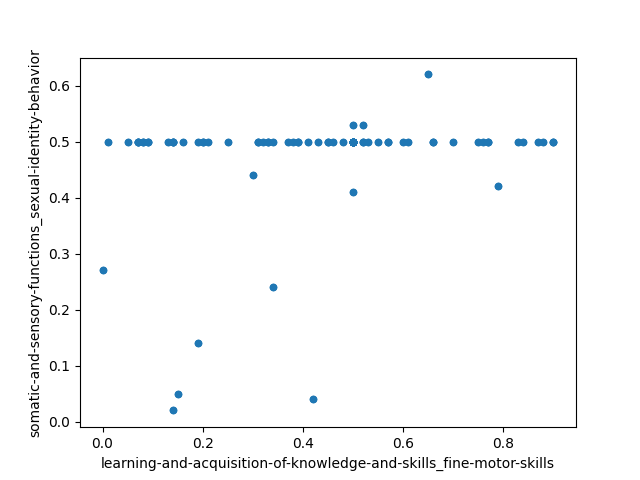 somatic-and-sensory-functions_sexual-identity-behavior
0.6
0.5
0.4
0.3
0.2
0.1
0.0
0.0 0.2 0.4 0.6 0.8
learning-and-acquisition-of-knowledge-and-skills_fine-motor-skills